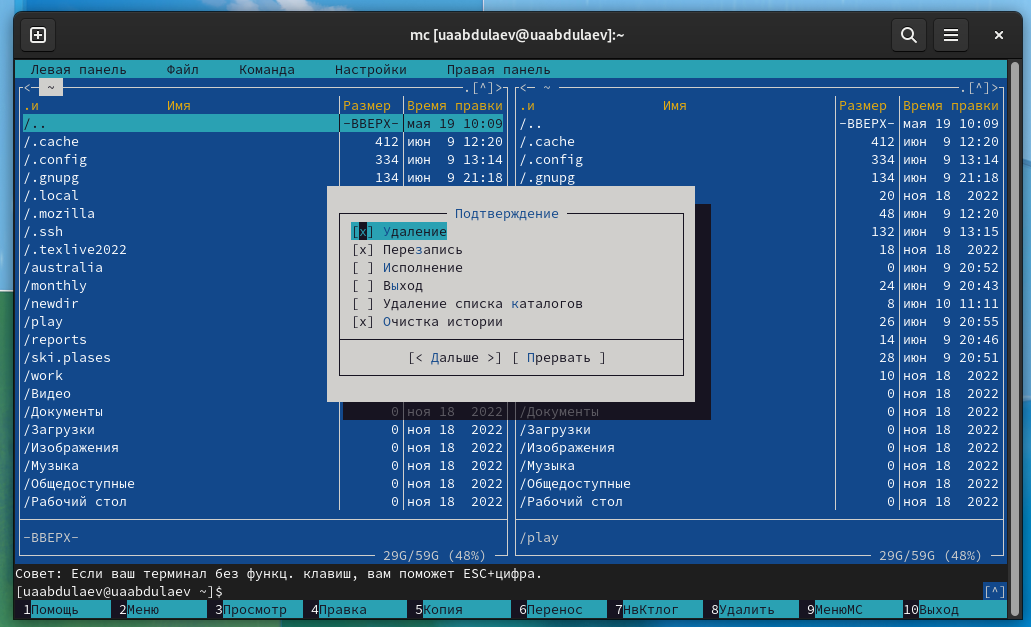 mc [uaabdulaev@uaabdulaev]:~
Левая панель Файл Команда Настройки Правая панель
<─ ~ .[^]> <─ ~ .[^]>
.и Имя Размер Время правки .и Имя Размер Время правки
/.. -ВВЕРХ- мая 19 10:09 /.. -ВВЕРХ- мая 19 10:09
/.cache 412 июн 9 12:20 /.cache 412 июн 9 12:20
/.config 334 июн 9 13:14 /.config 334 июн 9 13:14
/.gnupg 134 июн 9 21:18 /.gnupg 134 июн 9 21:18
/.local 20 ноя 18 2022
/.mozilla Подтверждение 48 июн 9 12:20
/.ssh [x] Удаление 132 июн 9 13:15
/.texlive2022 [x] Перезапись 18 ноя 18 2022
/australia [ ] Исполнение 0 июн 9 20:52
/monthly [ ] Выход 24 июн 9 20:43
/newdir [ ] Удаление списка каталогов 8 июн 10 11:11
/play [x] Очистка истории 26 июн 9 20:55
/reports 14 июн 9 20:46
/ski.plases [< Дальше >] [ Прервать ] 28 июн 9 20:51
/work 10 ноя 18 2022
/Видео 0 ноя 18 2022
/Документы 0 ноя 18 2022 /Документы 0 ноя 18 2022
/Загрузки 0 ноя 18 2022 /Загрузки 0 ноя 18 2022
/Изображения 0 ноя 18 2022 /Изображения 0 ноя 18 2022
/Музыка 0 ноя 18 2022 /Музыка 0 ноя 18 2022
/Общедоступные 0 ноя 18 2022 /Общедоступные 0 ноя 18 2022
/Рабочий стол 0 ноя 18 2022 /Рабочий стол 0 ноя 18 2022
-ВВЕРХ- /play
29G/59G (48%) 29G/59G (48%)
Совет: Если ваш терминал без функц. клавиш, вам поможет ESC+цифра.
[uaabdulaev@uaabdulaev ~]$ [^]
1Помощь 2Меню 3Просмотр 4Правка 5Копия 6Перенос 7НвКтлог 8Удалить 9МенюMC 10Выход